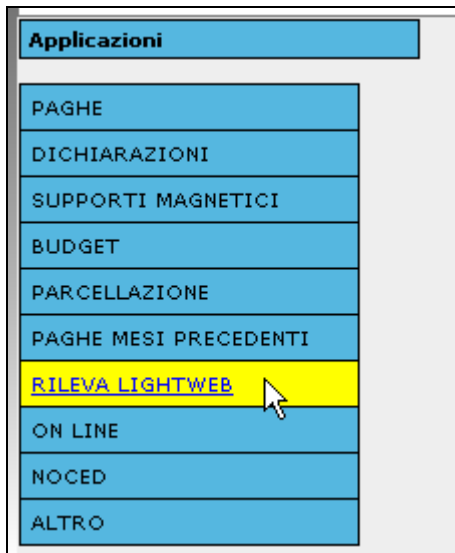 Applicazioni
PAGHE
DICHIARAZIONI
SUPPORTI MAGNETICI
BUDGET
PARCELLAZIONE
PAGHE MESI PRECEDENTI
RILEVA LIGHTWEB
ON LINE
NOCED
ALTRO